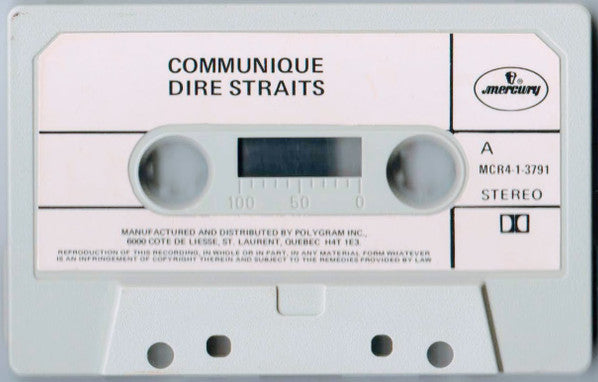 COMMUNIQUE
DIRE STRAITS
mercury
®
A
MCR4-1-3791
STEREO
100 50 0
MANUFACTURED AND DISTRIBUTED BY POLYGRAM INC.,
6000 COTE DE LIESSE, ST. LAURENT, QUEBEC H4T 1E3.
REPRODUCTION OF THIS RECORDING, IN WHOLE OR IN PART, IN ANY MATERIAL FORM WHATEVER
IS AN INFRINGEMENT OF COPYRIGHT THEREIN AND SUBJECT TO THE REMEDIES PROVIDED BY LAW